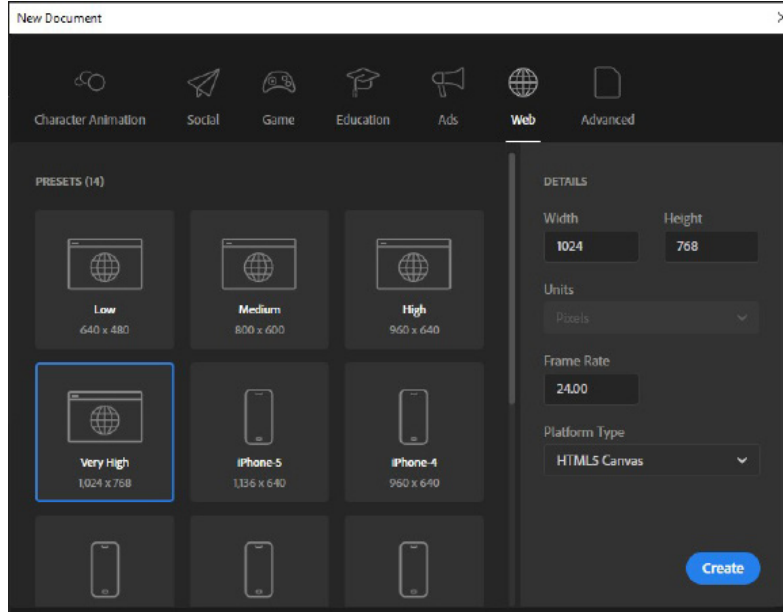 New Document
Character Animation
Social
Game
Education
Ads
Web
Advanced
PRESETS (14)
Low
640 x 480
Medium
800 x 600
High
960 x 640
Very High
1,024 x 768
iPhone-5
1,136 x 640
iPhone-4
960 x 640
DETAILS
Width
Height
1024
768
Units
Pixels
Frame Rate
24.00
Platform Type
HTML5 Canvas
Create